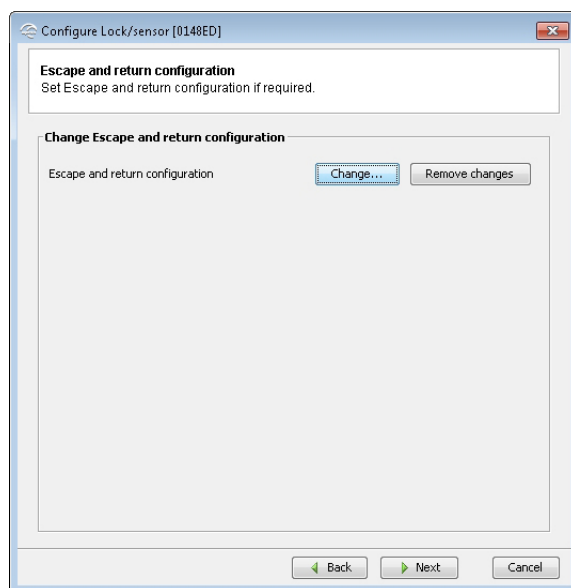 Configure Lock/sensor [0148ED]
Escape and return configuration
Set Escape and return configuration if required.
Change Escape and return configuration
Escape and return configuration Change... Remove changes
Back Next Cancel